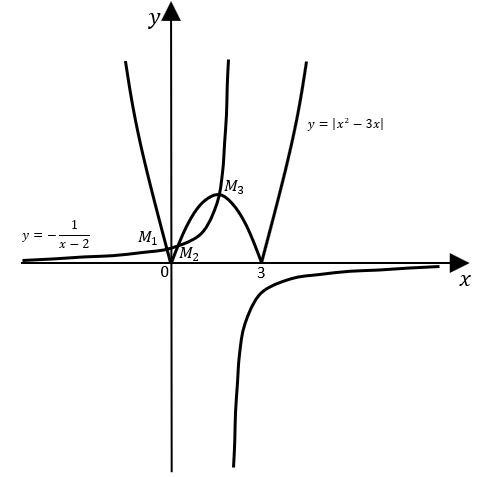 y
y = |x² − 3x|
M₃
y = −1/(x − 2)
M₁
M₂
0
3
x